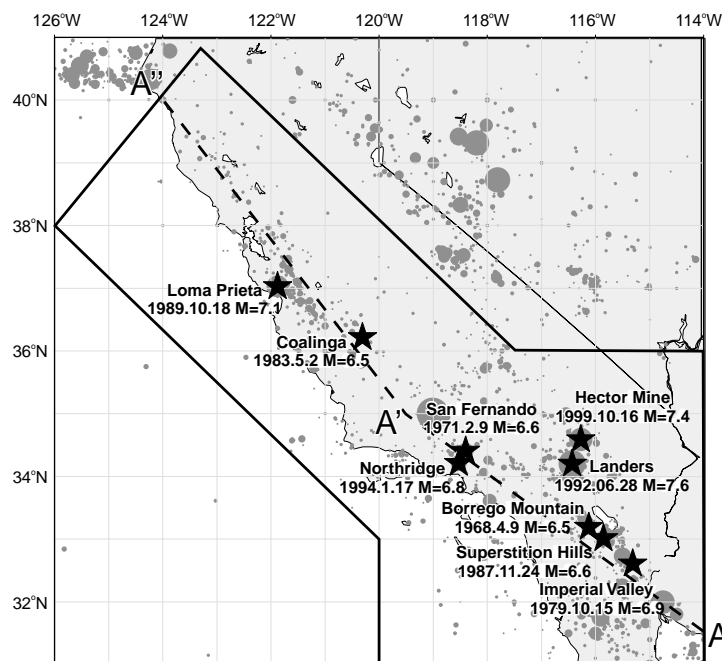 126°W 124°W 122°W 120°W 118°W 116°W 114°W
A”
40°N
38°N
Loma Prieta
1989.10.18 M=7.1
Coalinga
1983.5.2 M=6.5
36°N
Hector Mine
1999.10.16 M=7.4
San Fernando
1971.2.9 M=6.6
A’
34°N
Northridge
1994.1.17 M=6.8
Landers
1992.06.28 M=7.6
Borrego Mountain
1968.4.9 M=6.5
Superstition Hills
1987.11.24 M=6.6
Imperial Valley
1979.10.15 M=6.9
32°N
A